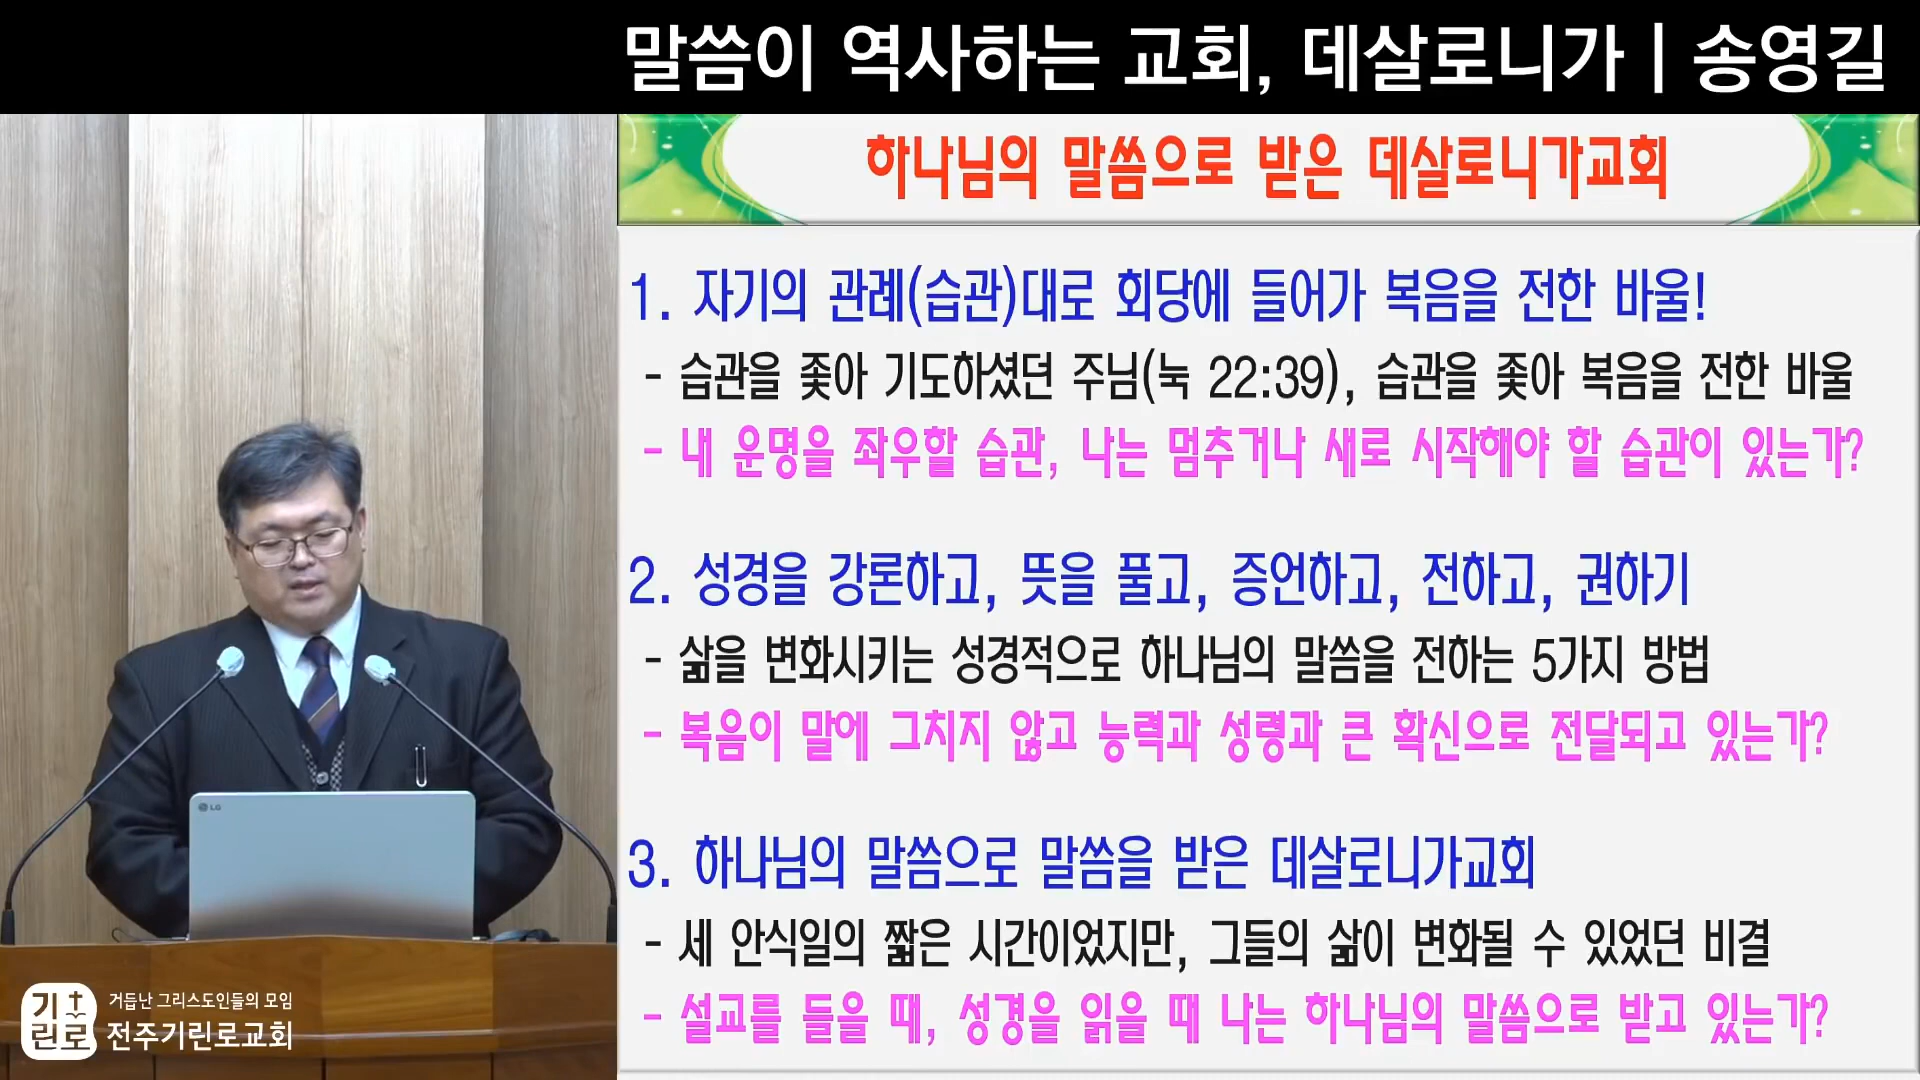 말씀이 역사하는 교회, 데살로니가 | 송영길
하나님의 말씀으로 받은 데살로니가교회
1. 자기의 관례(습관)대로 회당에 들어가 복음을 전한 바울!
- 습관을 좇아 기도하셨던 주님(눅 22:39), 습관을 좇아 복음을 전한 바울
- 내 운명을 좌우할 습관, 나는 멈추거나 새로 시작해야 할 습관이 있는가?
2. 성경을 강론하고, 뜻을 풀고, 증언하고, 전하고, 권하기
- 삶을 변화시키는 성경적으로 하나님의 말씀을 전하는 5가지 방법
- 복음이 말에 그치지 않고 능력과 성령과 큰 확신으로 전달되고 있는가?
3. 하나님의 말씀으로 말씀을 받은 데살로니가교회
- 세 안식일의 짧은 시간이었지만, 그들의 삶이 변화될 수 있었던 비결
- 설교를 들을 때, 성경을 읽을 때 나는 하나님의 말씀으로 받고 있는가?
LG
기린로
거듭난 그리스도인들의 모임
전주기린로교회